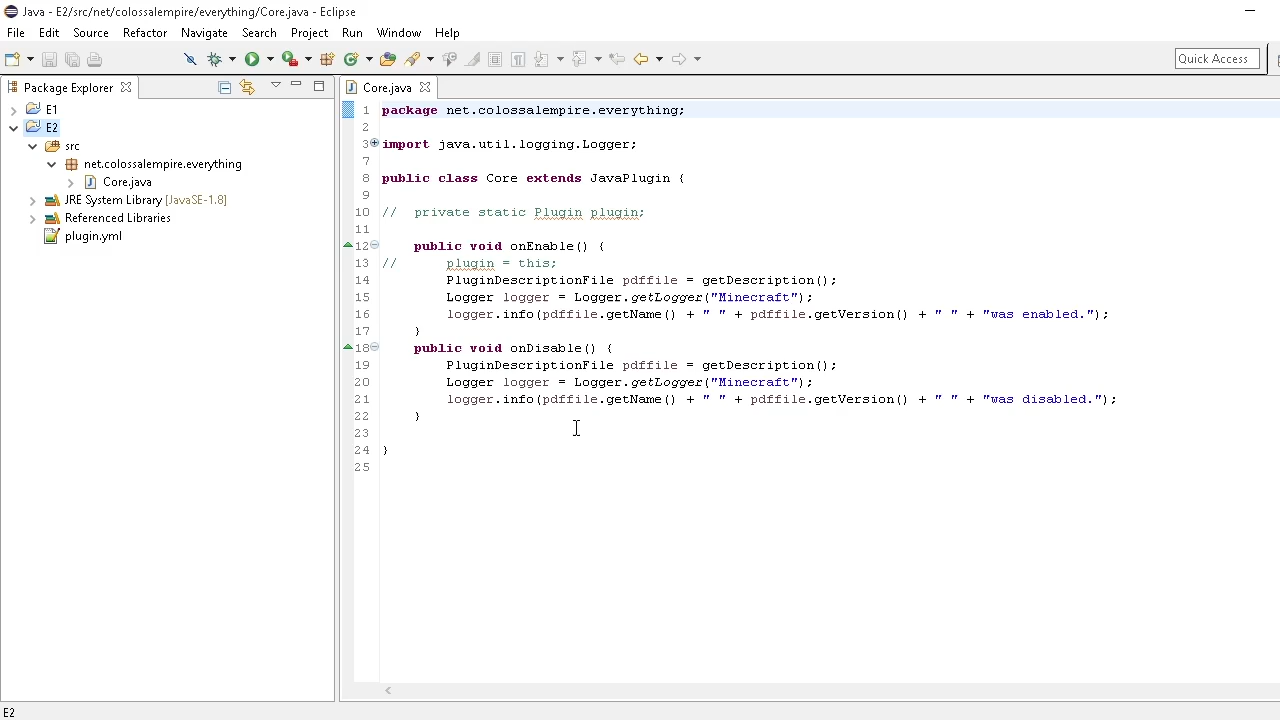 Java - E2/src/net/colossalempire/everything/Core.java - Eclipse
File Edit Source Refactor Navigate Search Project Run Window Help
Quick Access
Package Explorer
E1
E2
src
net.colossalempire.everything
Core.java
JRE System Library [JavaSE-1.8]
Referenced Libraries
plugin.yml
Core.java
1 package net.colossalempire.everything;
2
3 import java.util.logging.Logger;
7
8 public class Core extends JavaPlugin {
9
10 // private static Plugin plugin;
11
12 public void onEnable() {
13 // plugin = this;
14 PluginDescriptionFile pdffile = getDescription();
15 Logger logger = Logger.getLogger("Minecraft");
16 logger.info(pdffile.getName() + " " + pdffile.getVersion() + " " + "was enabled.");
17 }
18 public void onDisable() {
19 PluginDescriptionFile pdffile = getDescription();
20 Logger logger = Logger.getLogger("Minecraft");
21 logger.info(pdffile.getName() + " " + pdffile.getVersion() + " " + "was disabled.");
22 }
23
24 }
25
E2